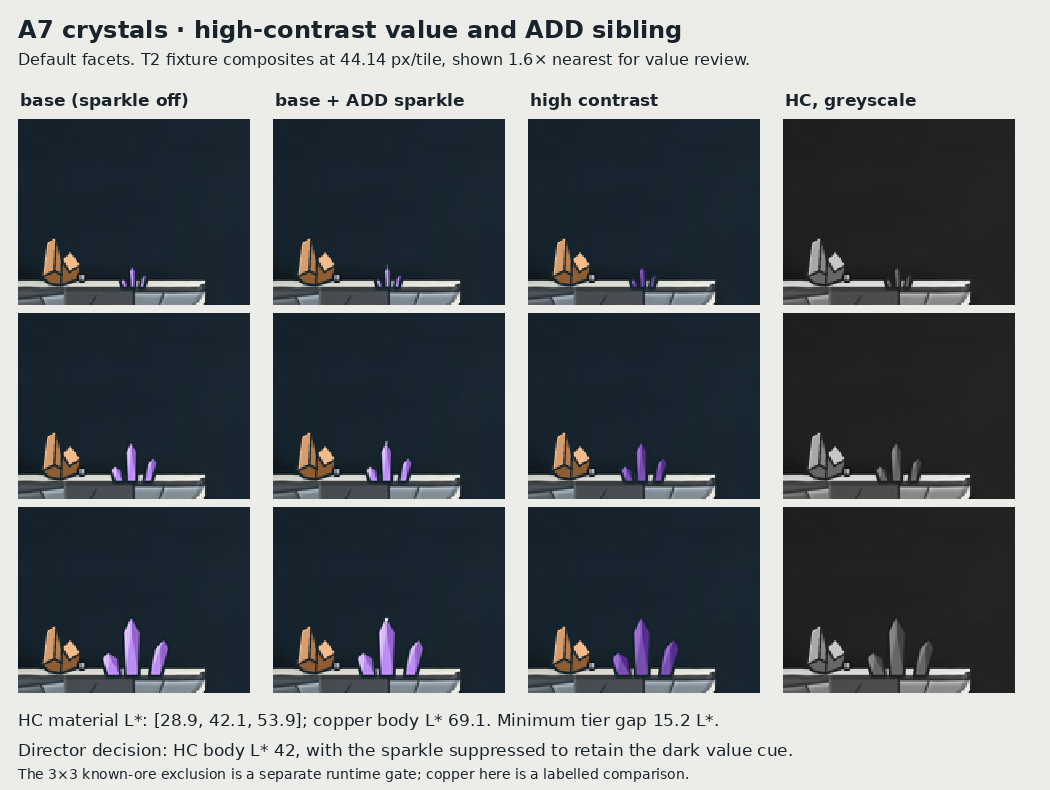 A7 crystals · high-contrast value and ADD sibling
Default facets. T2 fixture composites at 44.14 px/tile, shown 1.6× nearest for value review.
base (sparkle off)
base + ADD sparkle
high contrast
HC, greyscale
HC material L*: [28.9, 42.1, 53.9]; copper body L* 69.1. Minimum tier gap 15.2 L*.
Director decision: HC body L* 42, with the sparkle suppressed to retain the dark value cue.
The 3×3 known-ore exclusion is a separate runtime gate; copper here is a labelled comparison.